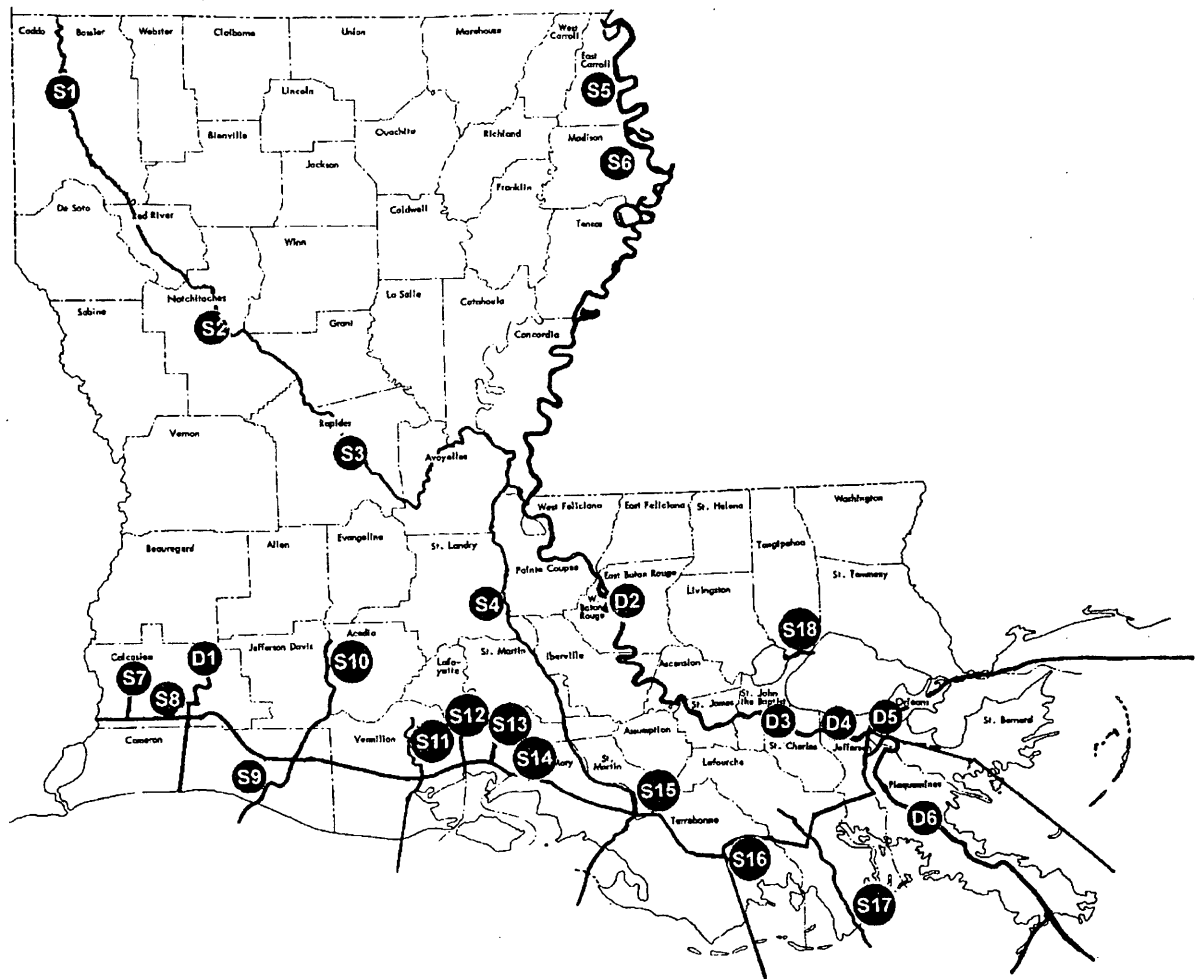 Caddo
Bossier
Webster
Claiborne
Union
Morehouse
West
Carroll
East
Carroll
S1
S5
Lincoln
Bienville
Ouachita
Richland
Madison
S6
Jackson
Franklin
De Soto
Red River
Caldwell
Tensas
Winn
Natchitoches
La Salle
Catahoula
Sabine
S2
Grant
Concordia
Rapides
Vernon
S3
Avoyelles
West Feliciana
East Feliciana
St. Helena
Washington
Tangipahoa
Beauregard
Allen
Evangeline
St. Landry
Pointe Coupee
East Baton Rouge
St. Tammany
S4
W.
Baton
Rouge
D2
Livingston
S18
Acadia
Calcasieu
D1
Jefferson Davis
S10
Lafa-
yette
St. Martin
Iberville
Ascension
S7
S8
St. James
St. John
the Baptist
Orleans
S12
S13
D3
D4
D5
St. Bernard
Cameron
Vermilion
S11
Assumption
St. Charles
Jefferson
S14
ary
St
Martin
Lafourche
S9
S15
Plaquemines
Terrebonne
D6
S16
S17